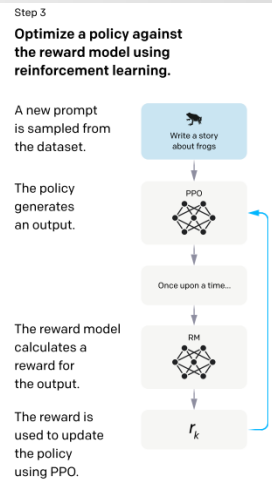 Step 3
Optimize a policy against
the reward model using
reinforcement learning.
A new prompt
is sampled from
the dataset.
Write a story
about frogs
The policy
generates
an output.
PPO
Once upon a time...
The reward model
calculates a
reward for
the output.
RM
The reward is
used to update
the policy
using PPO.
rₖ